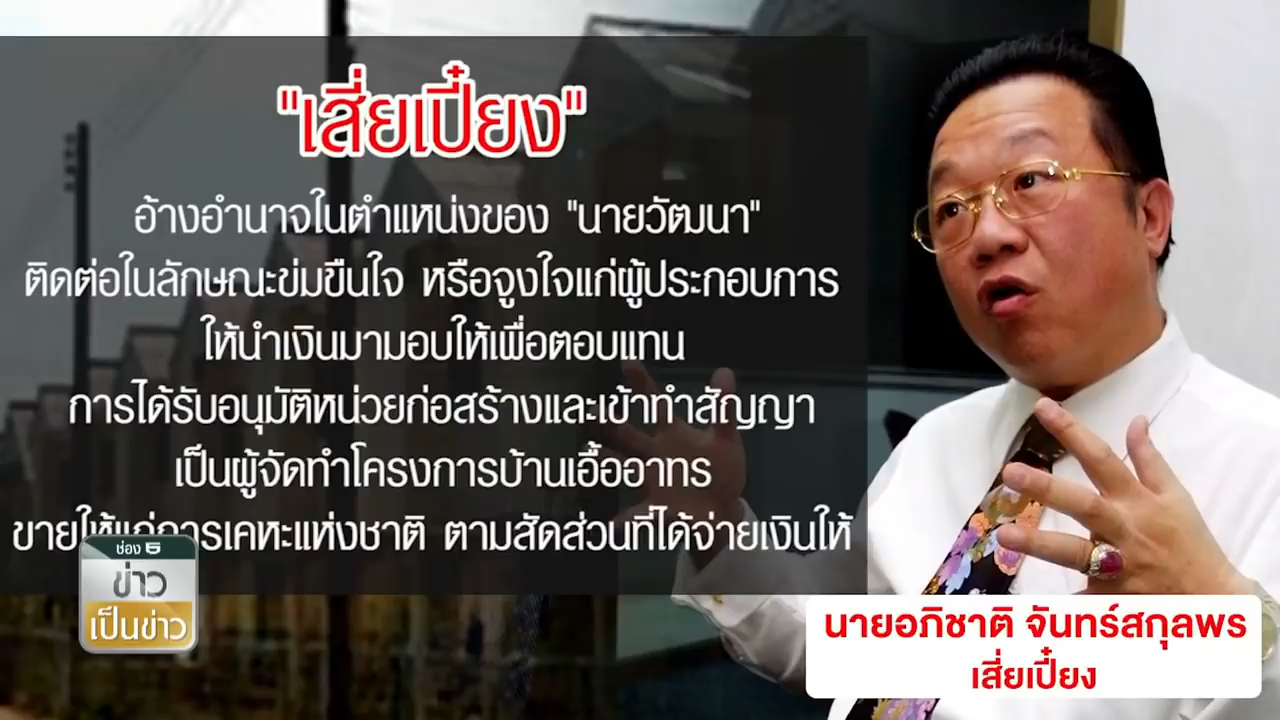 "เสี่ยเปี๋ยง"
อ้างอำนาจในตำแหน่งของ "นายวัฒนา"
ติดต่อในลักษณะข่มขืนใจ หรือจูงใจแก่ผู้ประกอบการ
ให้นำเงินมามอบให้เพื่อตอบแทน
การได้รับอนุมัติหน่วยก่อสร้างและเข้าทำสัญญา
เป็นผู้จัดทำโครงการบ้านเอื้ออาทร
ขายให้แก่การเคหะแห่งชาติ ตามสัดส่วนที่ได้จ่ายเงินให้
ช่อง 5
ข่าว
เป็นข่าว
นายอภิชาติ จันทร์สกุลพร
เสี่ยเปี๋ยง